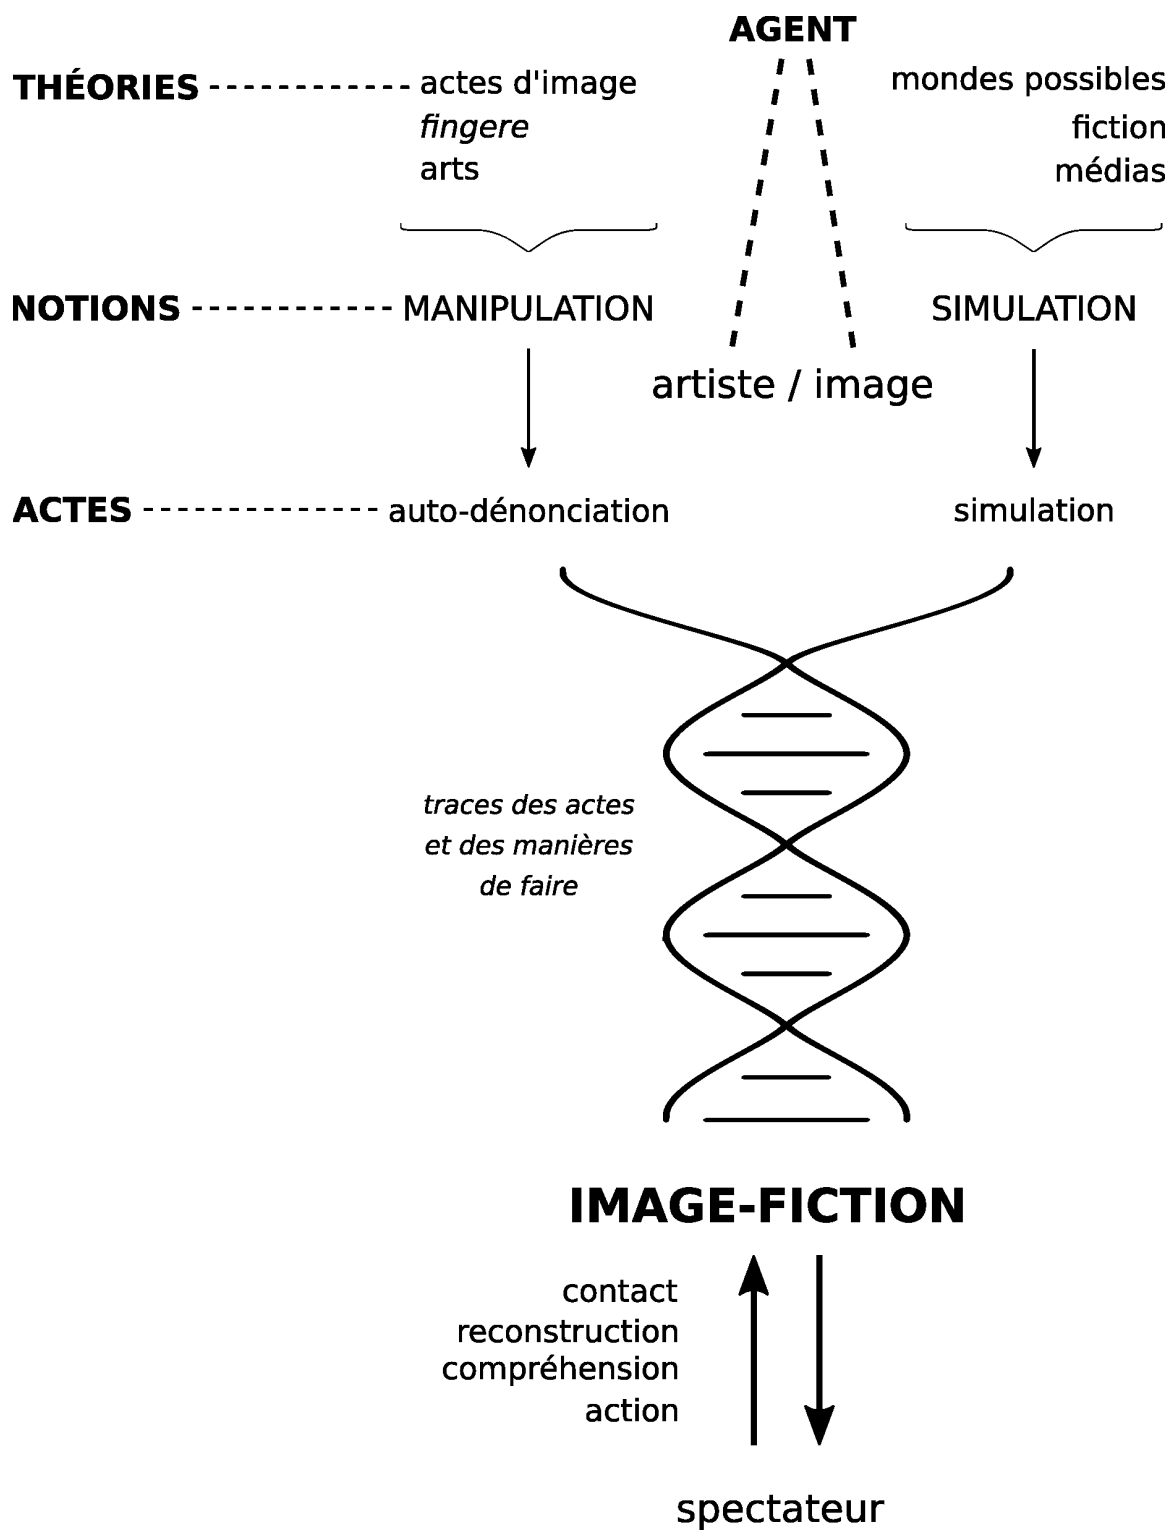 AGENT
THÉORIES
actes d'image
fingere
arts
mondes possibles
fiction
médias
NOTIONS
MANIPULATION
SIMULATION
artiste / image
ACTES
auto-dénonciation
simulation
traces des actes
et des manières
de faire
IMAGE-FICTION
contact
reconstruction
compréhension
action
spectateur